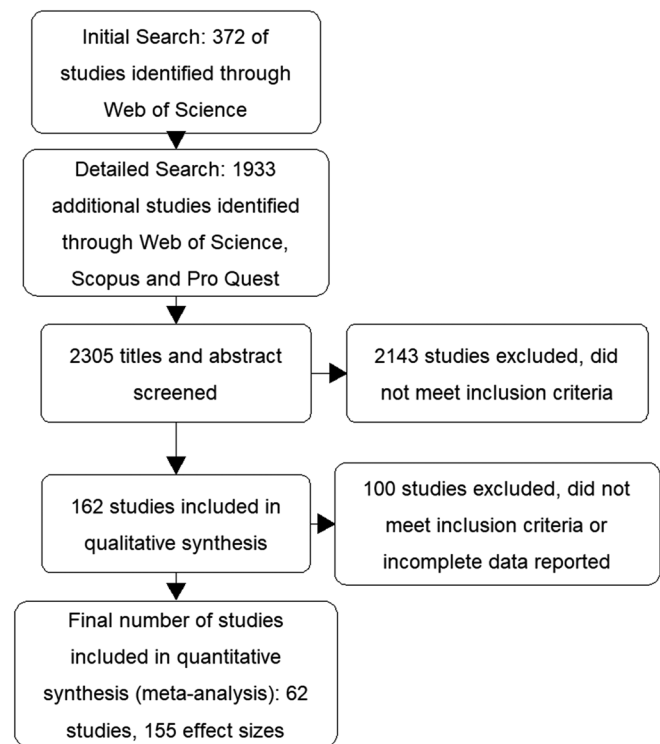 Initial Search: 372 of
studies identified through
Web of Science
Detailed Search: 1933
additional studies identified
through Web of Science,
Scopus and Pro Quest
2305 titles and abstract
screened
2143 studies excluded, did
not meet inclusion criteria
162 studies included in
qualitative synthesis
100 studies excluded, did not
meet inclusion criteria or
incomplete data reported
Final number of studies
included in quantitative
synthesis (meta-analysis): 62
studies, 155 effect sizes